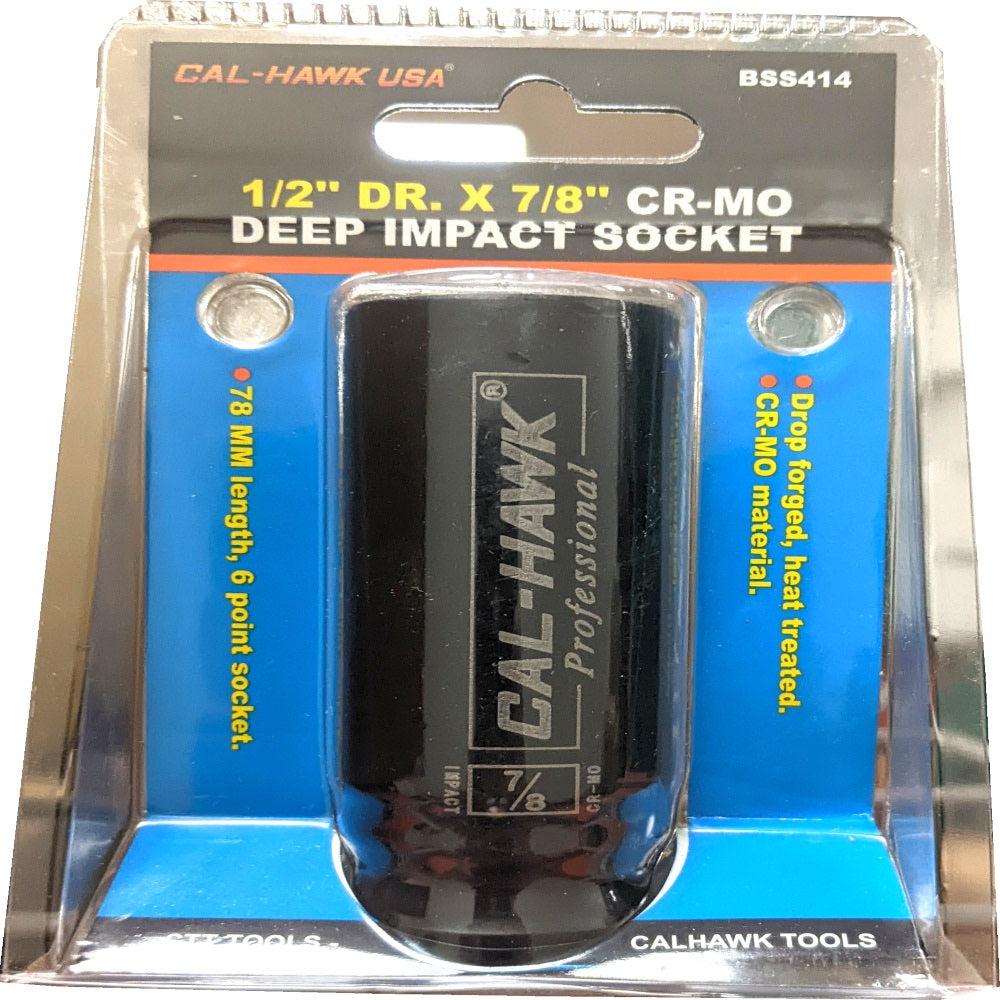 CAL-HAWK USA®
BSS414
1/2" DR. X 7/8" CR-MO
DEEP IMPACT SOCKET
• 78 MM length, 6 point socket.
CAL-HAWK®
Professional
IMPACT
7/8
CR-MO
• Drop forged, heat treated.
• CR-MO material.
TOOLS
CALHAWK TOOLS